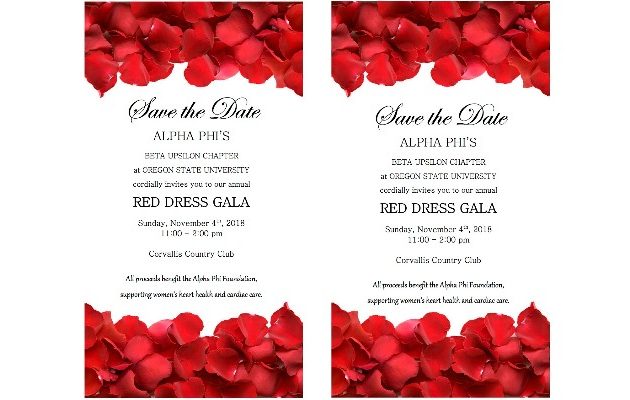 Save the Date
ALPHA PHI'S
BETA UPSILON CHAPTER
at OREGON STATE UNIVERSITY
cordially invites you to our annual
RED DRESS GALA
Sunday, November 4th, 2018
11:00 - 2:00 pm
Corvallis Country Club
All proceeds benefit the Alpha Phi Foundation,
supporting women's heart health and cardiac care.
Save the Date
ALPHA PHI'S
BETA UPSILON CHAPTER
at OREGON STATE UNIVERSITY
cordially invites you to our annual
RED DRESS GALA
Sunday, November 4th, 2018
11:00 - 2:00 pm
Corvallis Country Club
All proceeds benefit the Alpha Phi Foundation,
supporting women's heart health and cardiac care.